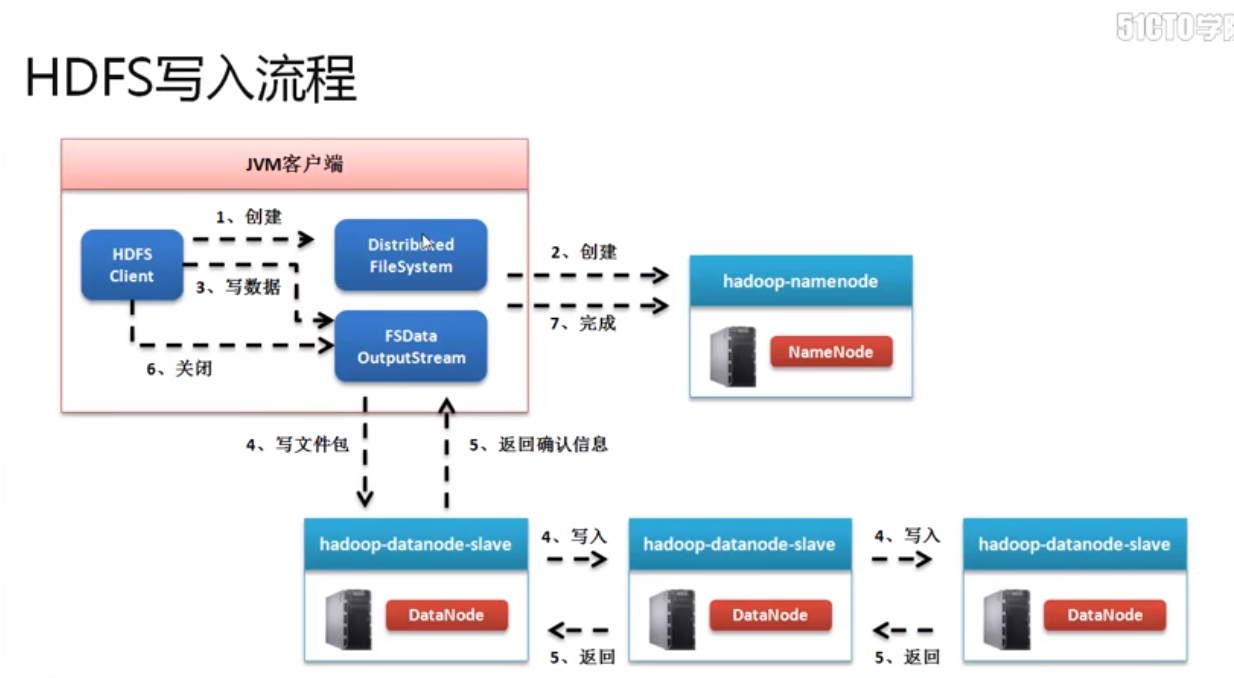 51CTO学院
HDFS写入流程
JVM客户端
HDFS
Client
1、创建
3、写数据
6、关闭
Distributed
FileSystem
FSData
OutputStream
2、创建
7、完成
hadoop-namenode
NameNode
4、写文件包
5、返回确认信息
hadoop-datanode-slave
DataNode
4、写入
5、返回
hadoop-datanode-slave
DataNode
4、写入
5、返回
hadoop-datanode-slave
DataNode